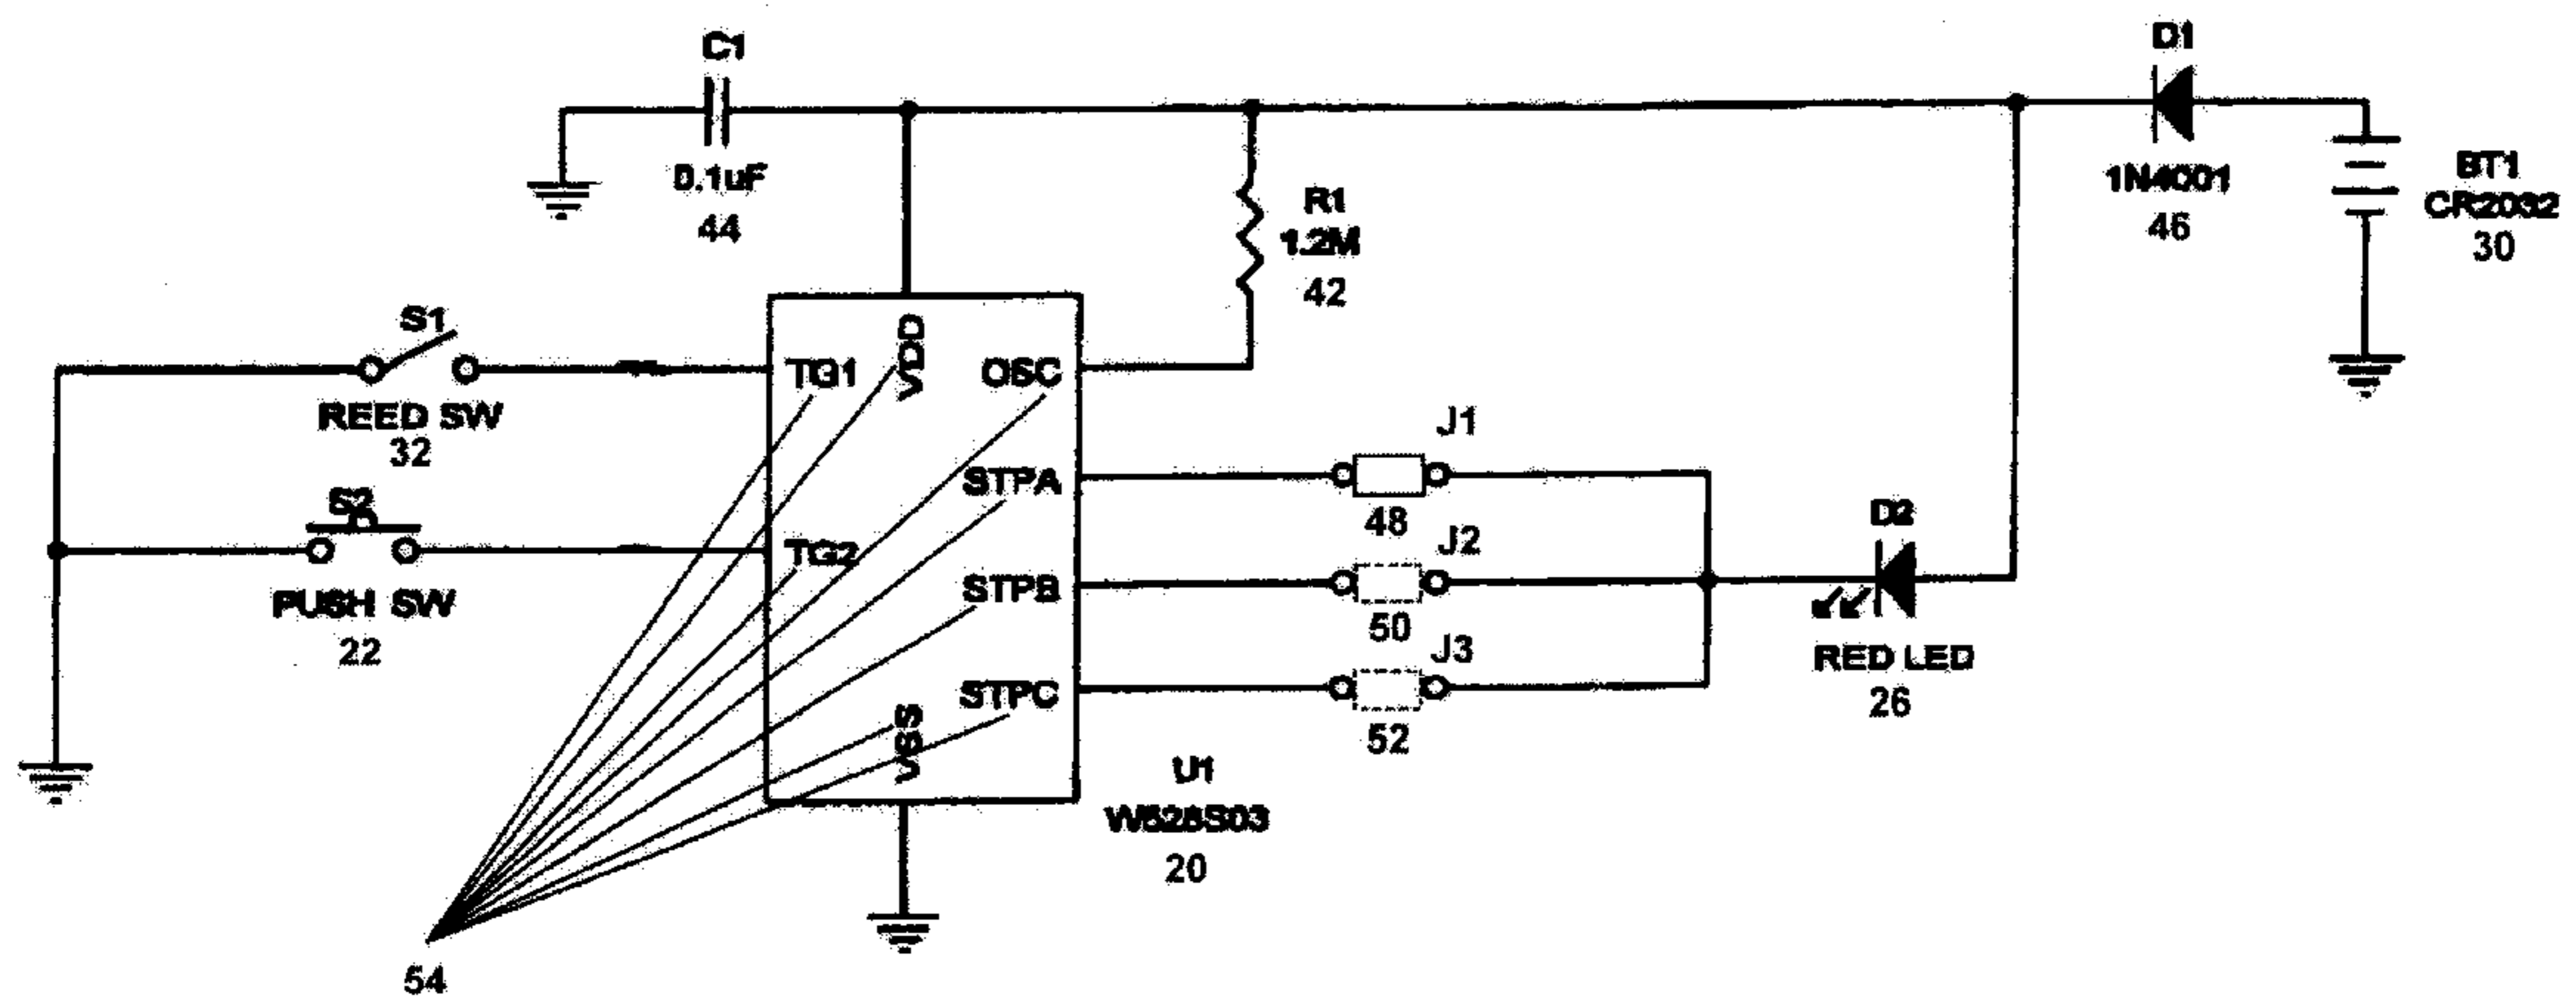 C1
0.1uF
44
D1
1N4001
46
BT1
CR2032
30
R1
1.2M
42
S1
REED SW
32
S2
PUSH SW
22
TG1
VDD
OSC
STPA
TG2
STPB
STPC
VSS
J1
48
J2
50
J3
52
D2
RED LED
26
U1
W528S03
20
54